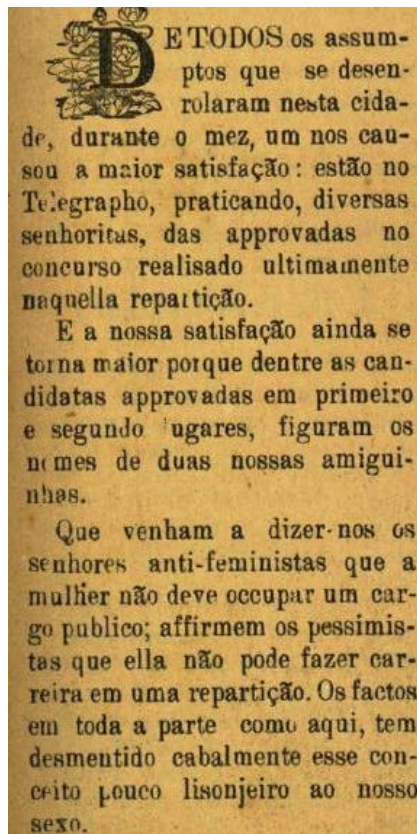 DE TODOS os assum-
ptos que se desen-
rolaram nesta cida-
de, durante o mez, um nos cau-
sou a maior satisfação: estão no
Telegrapho, praticando, diversas
senhoritas, das approvadas no
concurso realisado ultimamente
naquella repartição.
E a nossa satisfação ainda se
torna maior porque dentre as can-
didatas approvadas em primeiro
e segundo lugares, figuram os
nomes de duas nossas amigui-
nhas.
Que venham a dizer-nos os
senhores anti-feministas que a
mulher não deve occupar um car-
go publico; affirmem os pessimis-
tas que ella não pode fazer car-
reira em uma repartição. Os factos
em toda a parte como aqui, tem
desmentido cabalmente esse con-
ceito pouco lisonjeiro ao nosso
sexo.